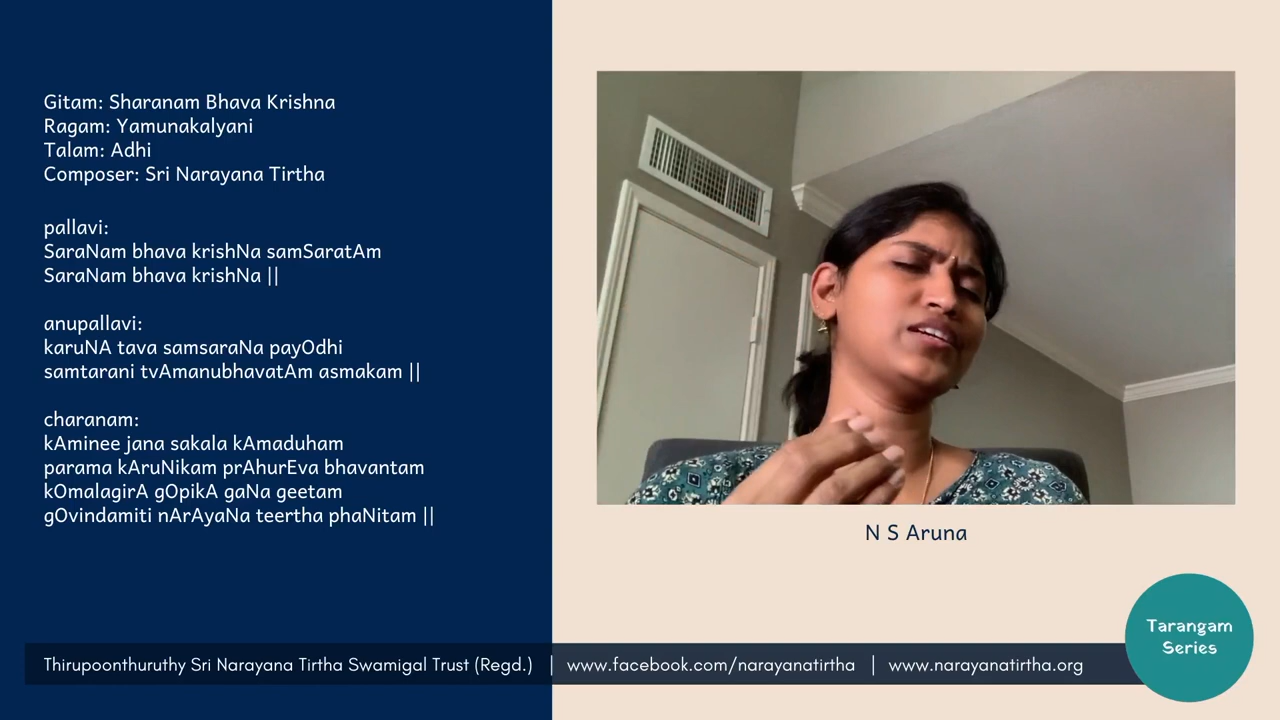 Gitam: Sharanam Bhava Krishna
Ragam: Yamunakalyani
Talam: Adhi
Composer: Sri Narayana Tirtha
pallavi:
SaraNam bhava krishNa samSaratAm
SaraNam bhava krishNa ||
anupallavi:
karuNA tava samsaraNa payOdhi
samtarani tvAmanubhavatAm asmakam ||
charanam:
kAminee jana sakala kAmaduham
parama kAruNikam prAhurEva bhavantam
kOmalagirA gOpikA gaNa geetam
gOvindamiti nArAyaNa teertha phaNitam ||
N S Aruna
Tarangam
Series
Thirupoonthuruthy Sri Narayana Tirtha Swamigal Trust (Regd.) | www.facebook.com/narayanatirtha | www.narayanatirtha.org